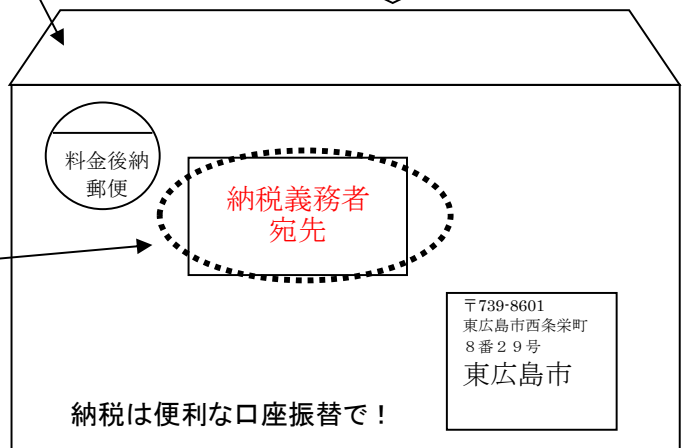 料金後納
郵便
納税義務者
宛先
〒739-8601
東広島市西条栄町
８番２９号
東広島市
納税は便利な口座振替で！